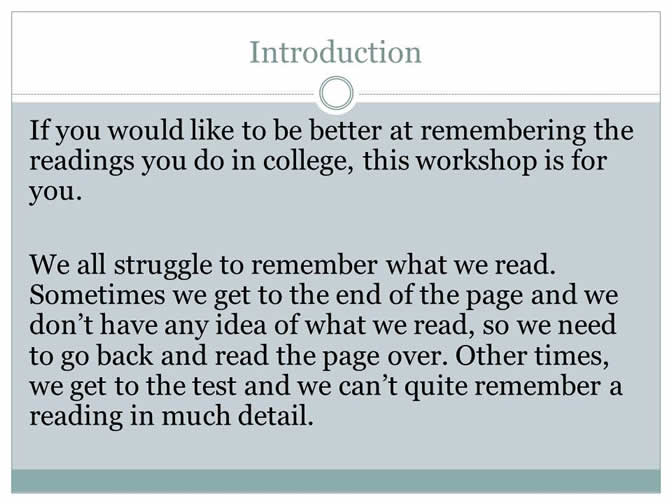 Introduction
If you would like to be better at remembering the
readings you do in college, this workshop is for
you.
We all struggle to remember what we read.
Sometimes we get to the end of the page and we
don’t have any idea of what we read, so we need
to go back and read the page over. Other times,
we get to the test and we can’t quite remember a
reading in much detail.